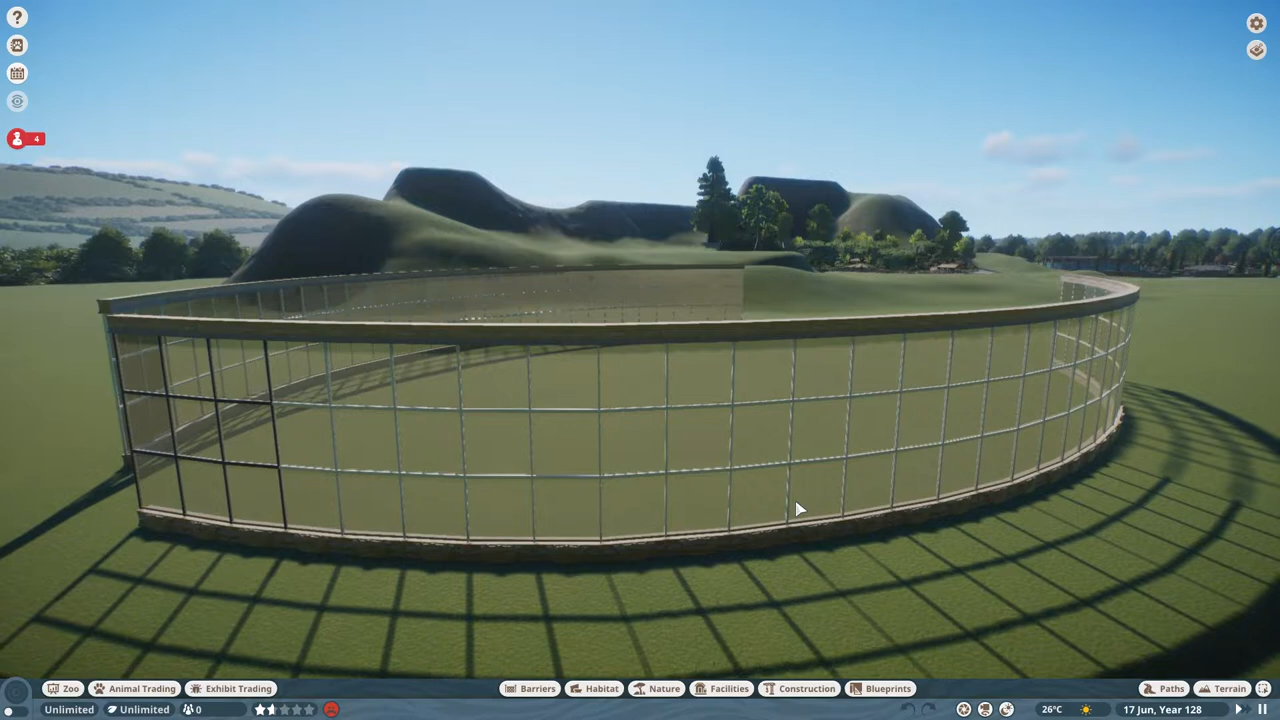 ?
4
Zoo Animal Trading Exhibit Trading Barriers Habitat Nature Facilities Construction Blueprints Paths Terrain
Unlimited Unlimited 0 26°C 17 Jun, Year 128